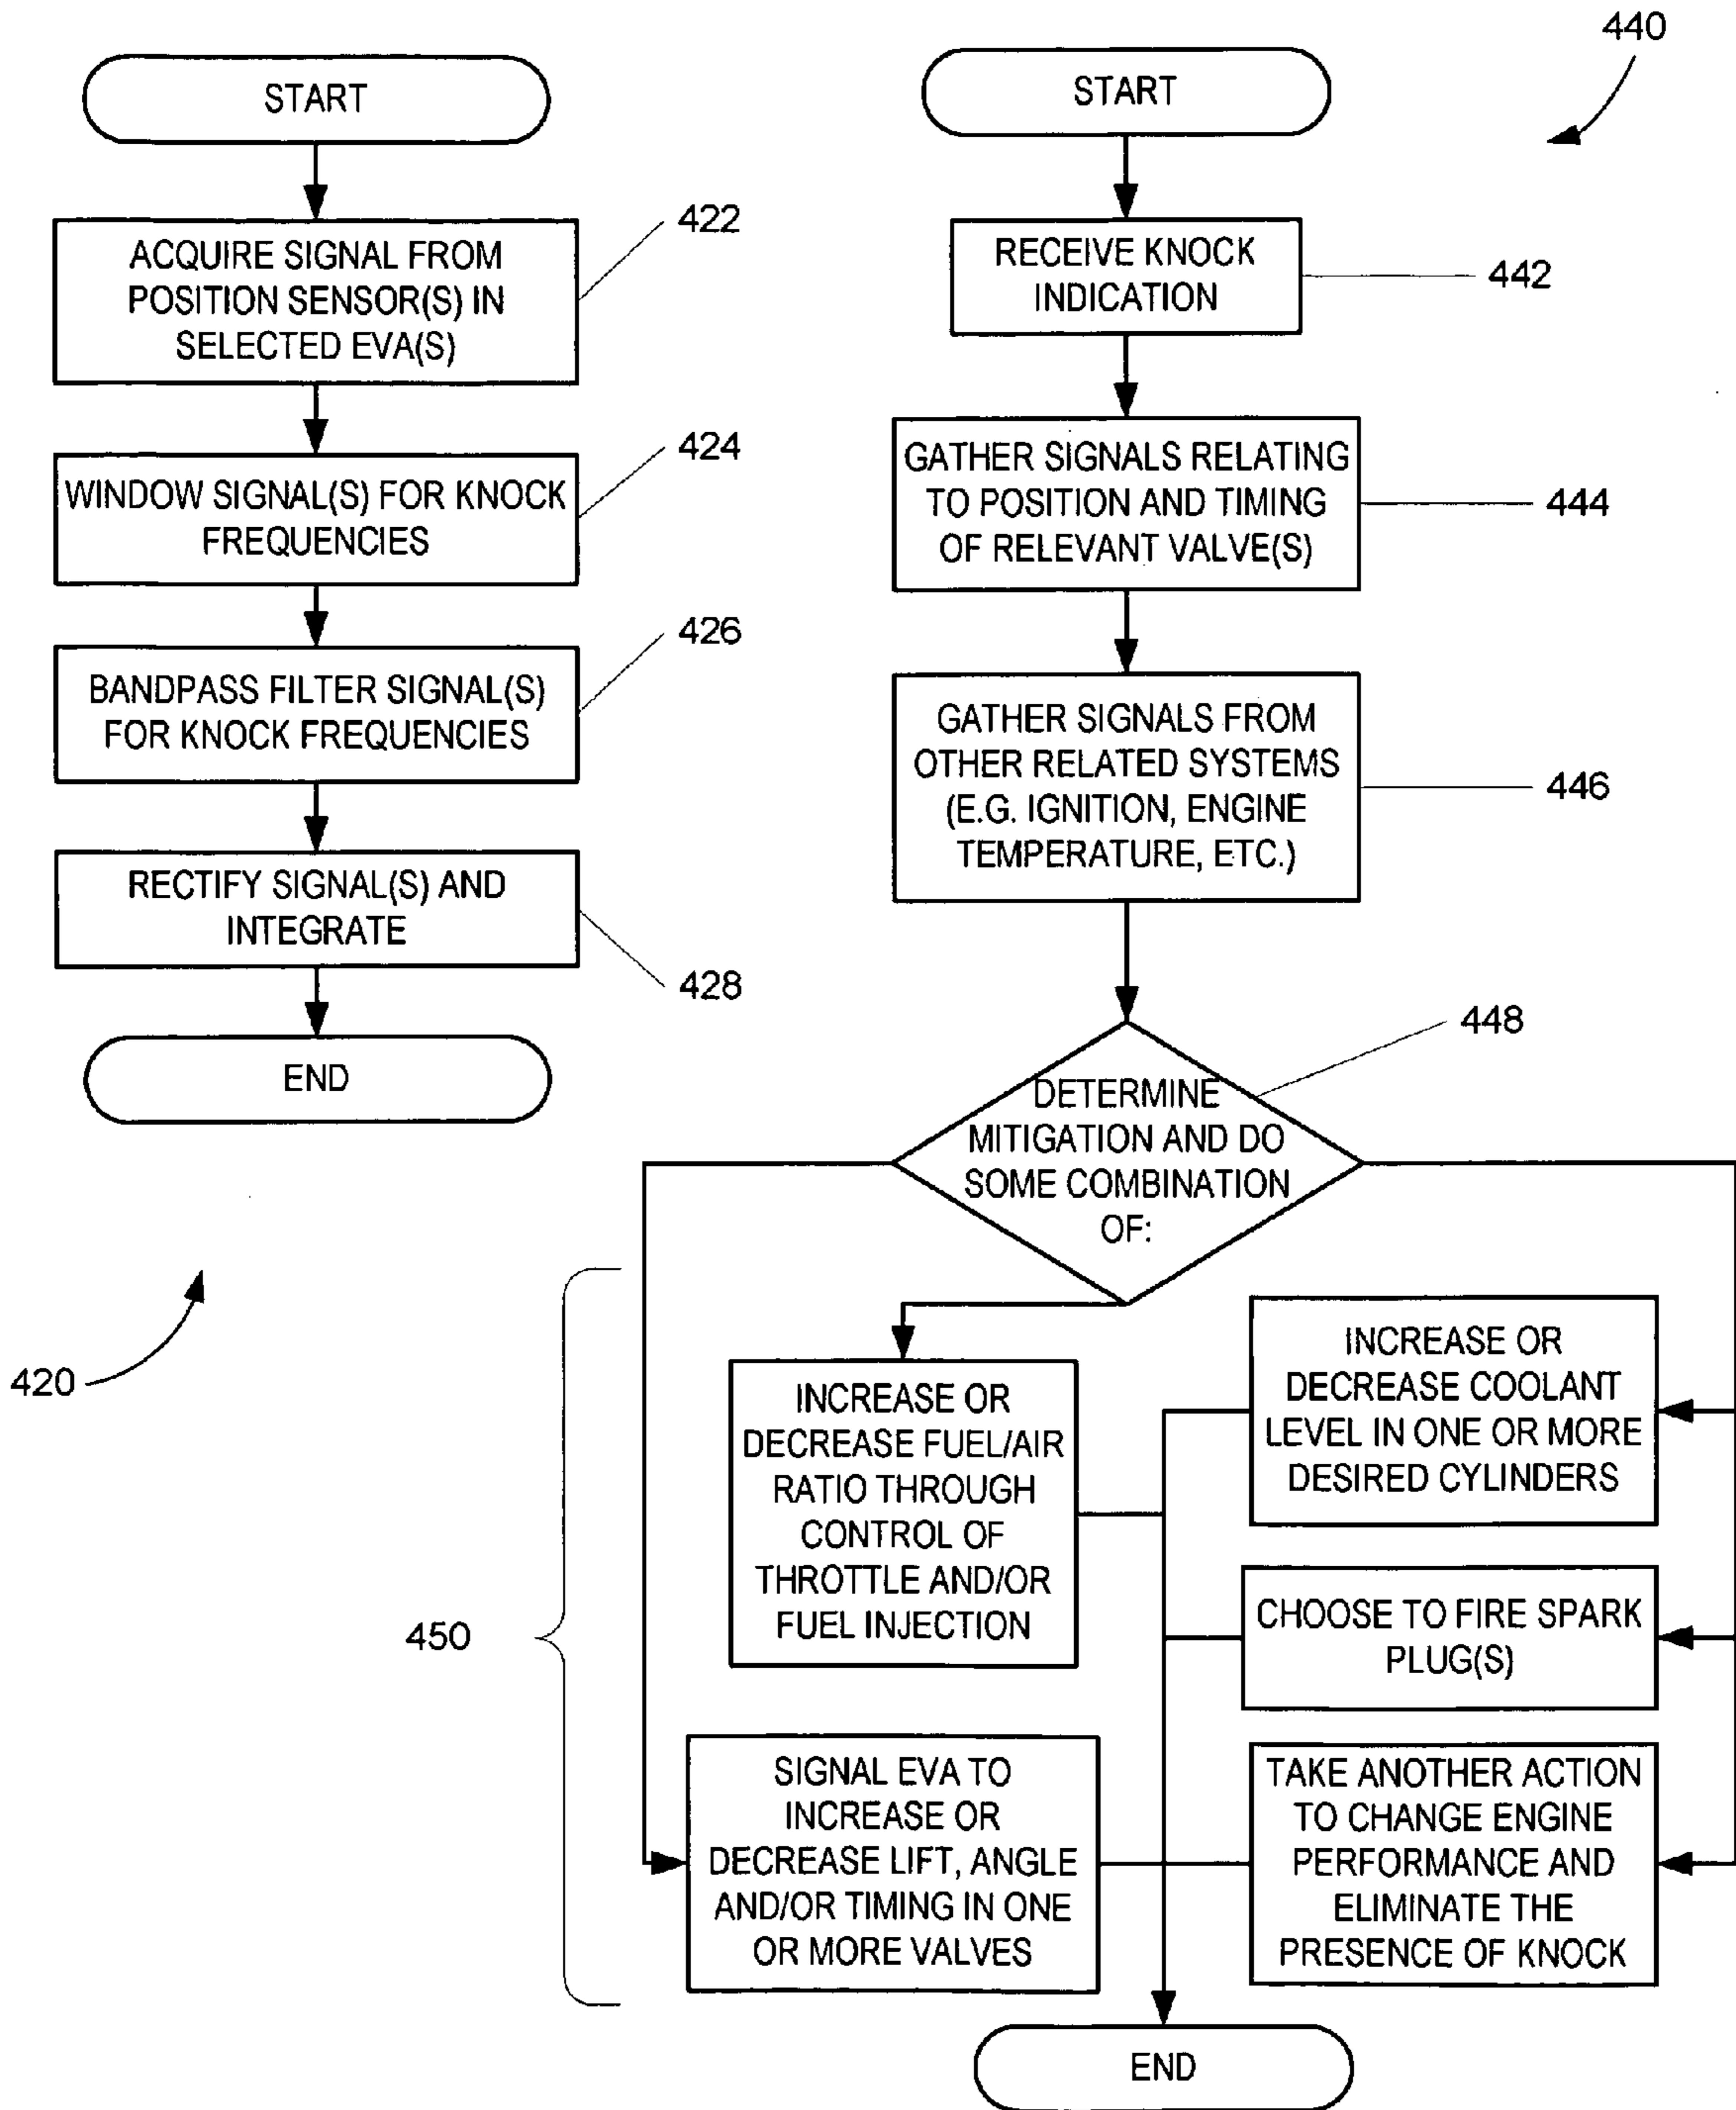 START
ACQUIRE SIGNAL FROM
POSITION SENSOR(S) IN
SELECTED EVA(S)
422
WINDOW SIGNAL(S) FOR KNOCK
FREQUENCIES
424
BANDPASS FILTER SIGNAL(S)
FOR KNOCK FREQUENCIES
426
RECTIFY SIGNAL(S) AND
INTEGRATE
428
END
420
440
START
RECEIVE KNOCK
INDICATION
442
GATHER SIGNALS RELATING
TO POSITION AND TIMING
OF RELEVANT VALVE(S)
444
GATHER SIGNALS FROM
OTHER RELATED SYSTEMS
(E.G. IGNITION, ENGINE
TEMPERATURE, ETC.)
446
DETERMINE
MITIGATION AND DO
SOME COMBINATION
OF:
448
450
INCREASE OR
DECREASE FUEL/AIR
RATIO THROUGH
CONTROL OF
THROTTLE AND/OR
FUEL INJECTION
INCREASE OR
DECREASE COOLANT
LEVEL IN ONE OR MORE
DESIRED CYLINDERS
CHOOSE TO FIRE SPARK
PLUG(S)
SIGNAL EVA TO
INCREASE OR
DECREASE LIFT, ANGLE
AND/OR TIMING IN ONE
OR MORE VALVES
TAKE ANOTHER ACTION
TO CHANGE ENGINE
PERFORMANCE AND
ELIMINATE THE
PRESENCE OF KNOCK
END